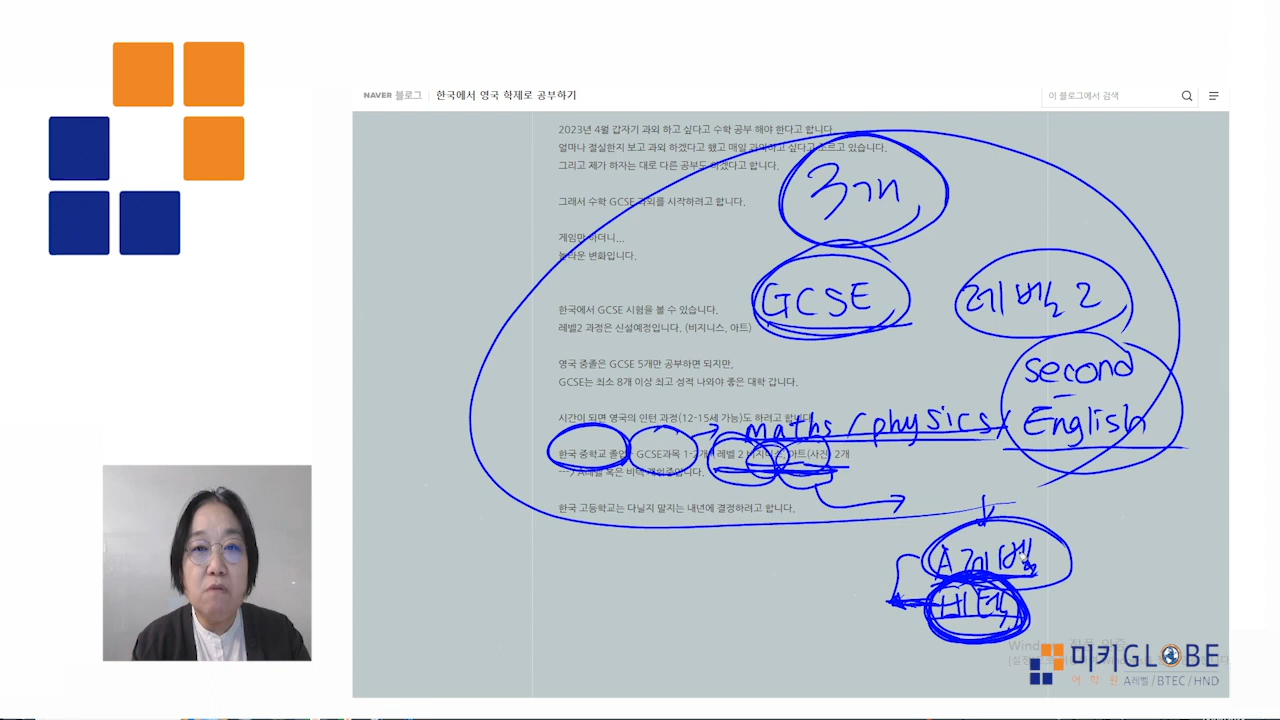 NAVER 블로그 | 한국에서 영국 학제로 공부하기
이 블로그에서 검색
2023년 4월 갑자기 과외 하고 싶다고 수학 공부 해야 한다고 합니다.
얼마나 절실한지 보고 과외 하겠다고 했고 매일 과외하고 싶다고 조르고 있습니다.
그리고 제가 하자는 대로 다른 공부도 하겠다고 합니다.
3개
그래서 수학 GCSE 과외를 시작하려고 합니다.
게임만 하더니...
놀라운 변화입니다.
GCSE
레벨 2
한국에서 GCSE 시험을 볼 수 있습니다.
레벨2 과정은 신설예정입니다. (비지니스, 아트)
영국 중졸은 GCSE 5개만 공부하면 되지만,
GCSE는 최소 8개 이상 최고 성적 나와야 좋은 대학 갑니다.
second
English
시간이 되면 영국의 인턴 과정(12-15세 가능)도 하려고 합니다.
maths / physics /
한국 중학교 졸업 - GCSE과목 1-2개, 레벨 2 비지니스, 아트(사진) 2개
---> A레벨 혹은 비텍
한국 고등학교는 다닐지 말지는 내년에 결정하려고 합니다.
A레벨
비텍
Windows 정품 인증
미키GLOBE
어학원 A레벨/BTEC/HND